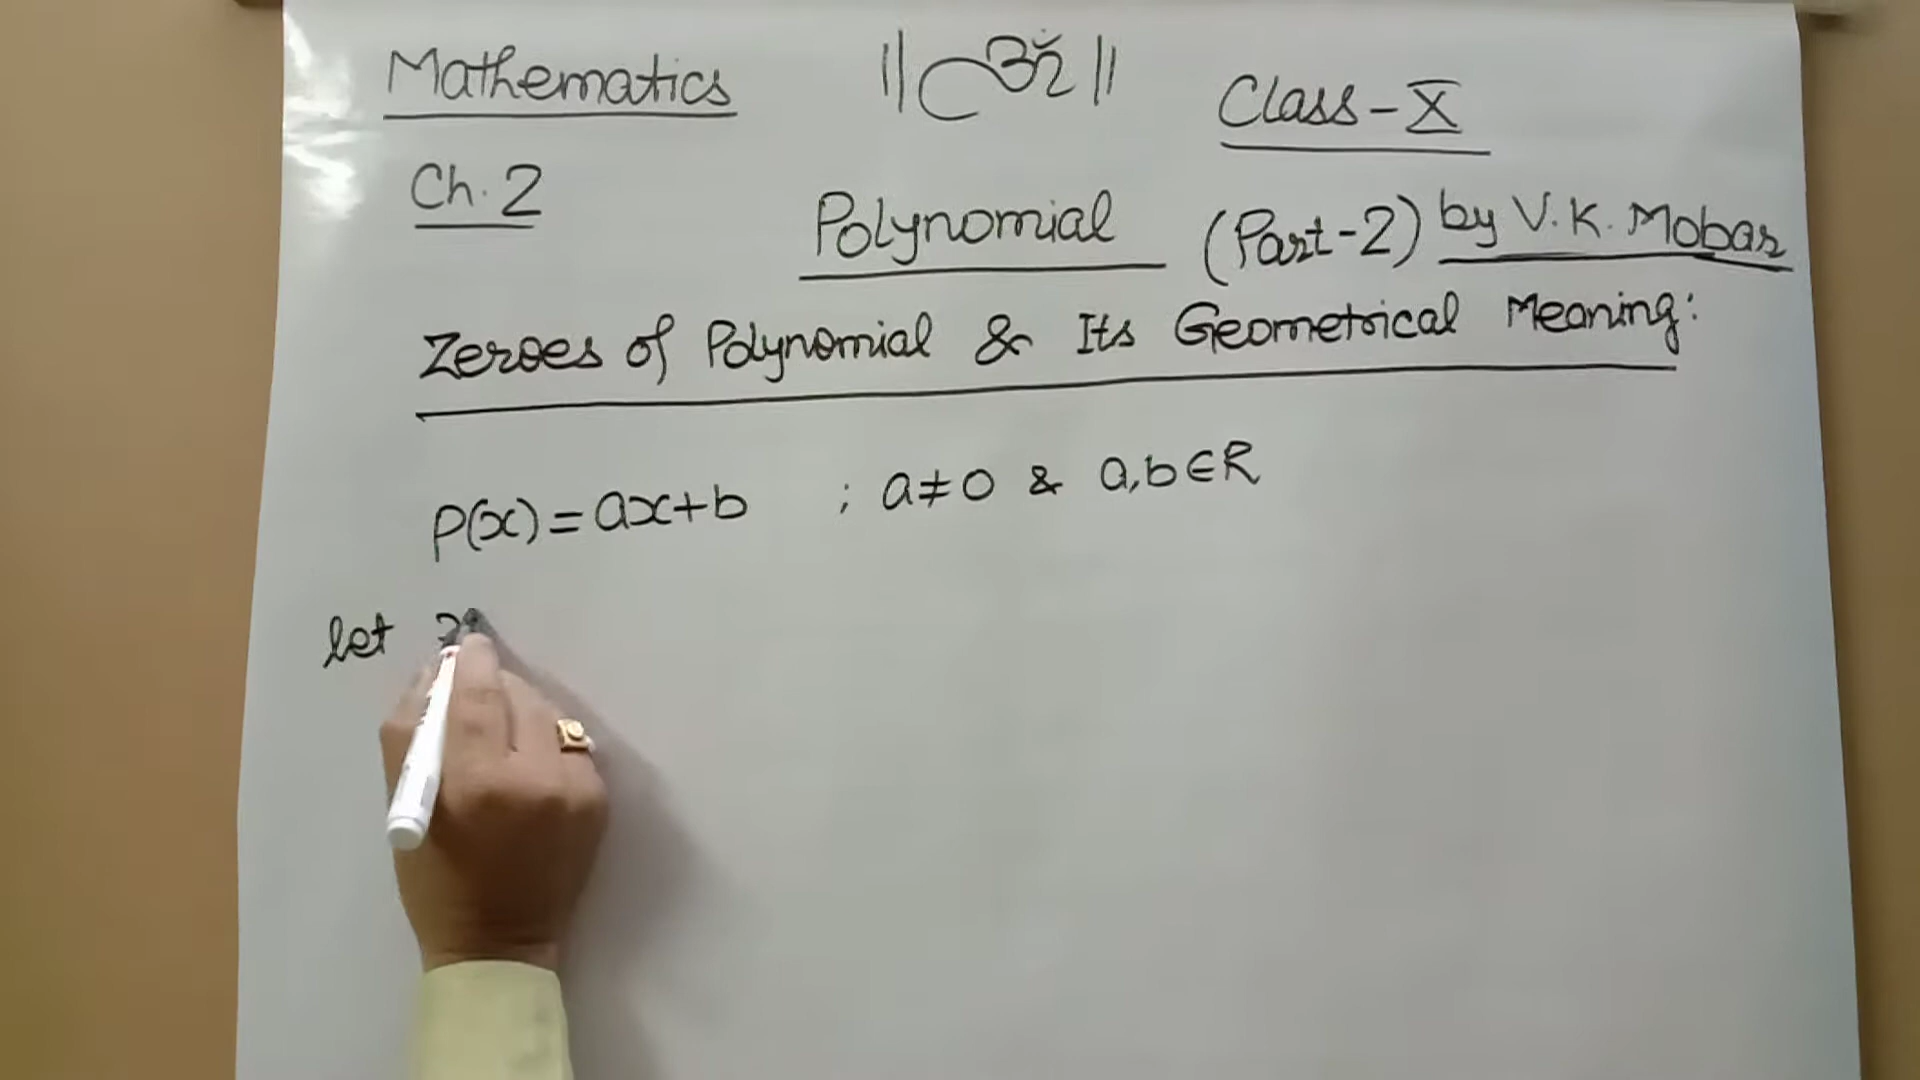 Mathematics || ॐ || Class-X
Ch. 2 Polynomial (Part-2) by V. K. Mobar
Zeroes of Polynomial & Its Geometrical Meaning:
P(x) = ax+b ; a≠0 & a,b∈R
let